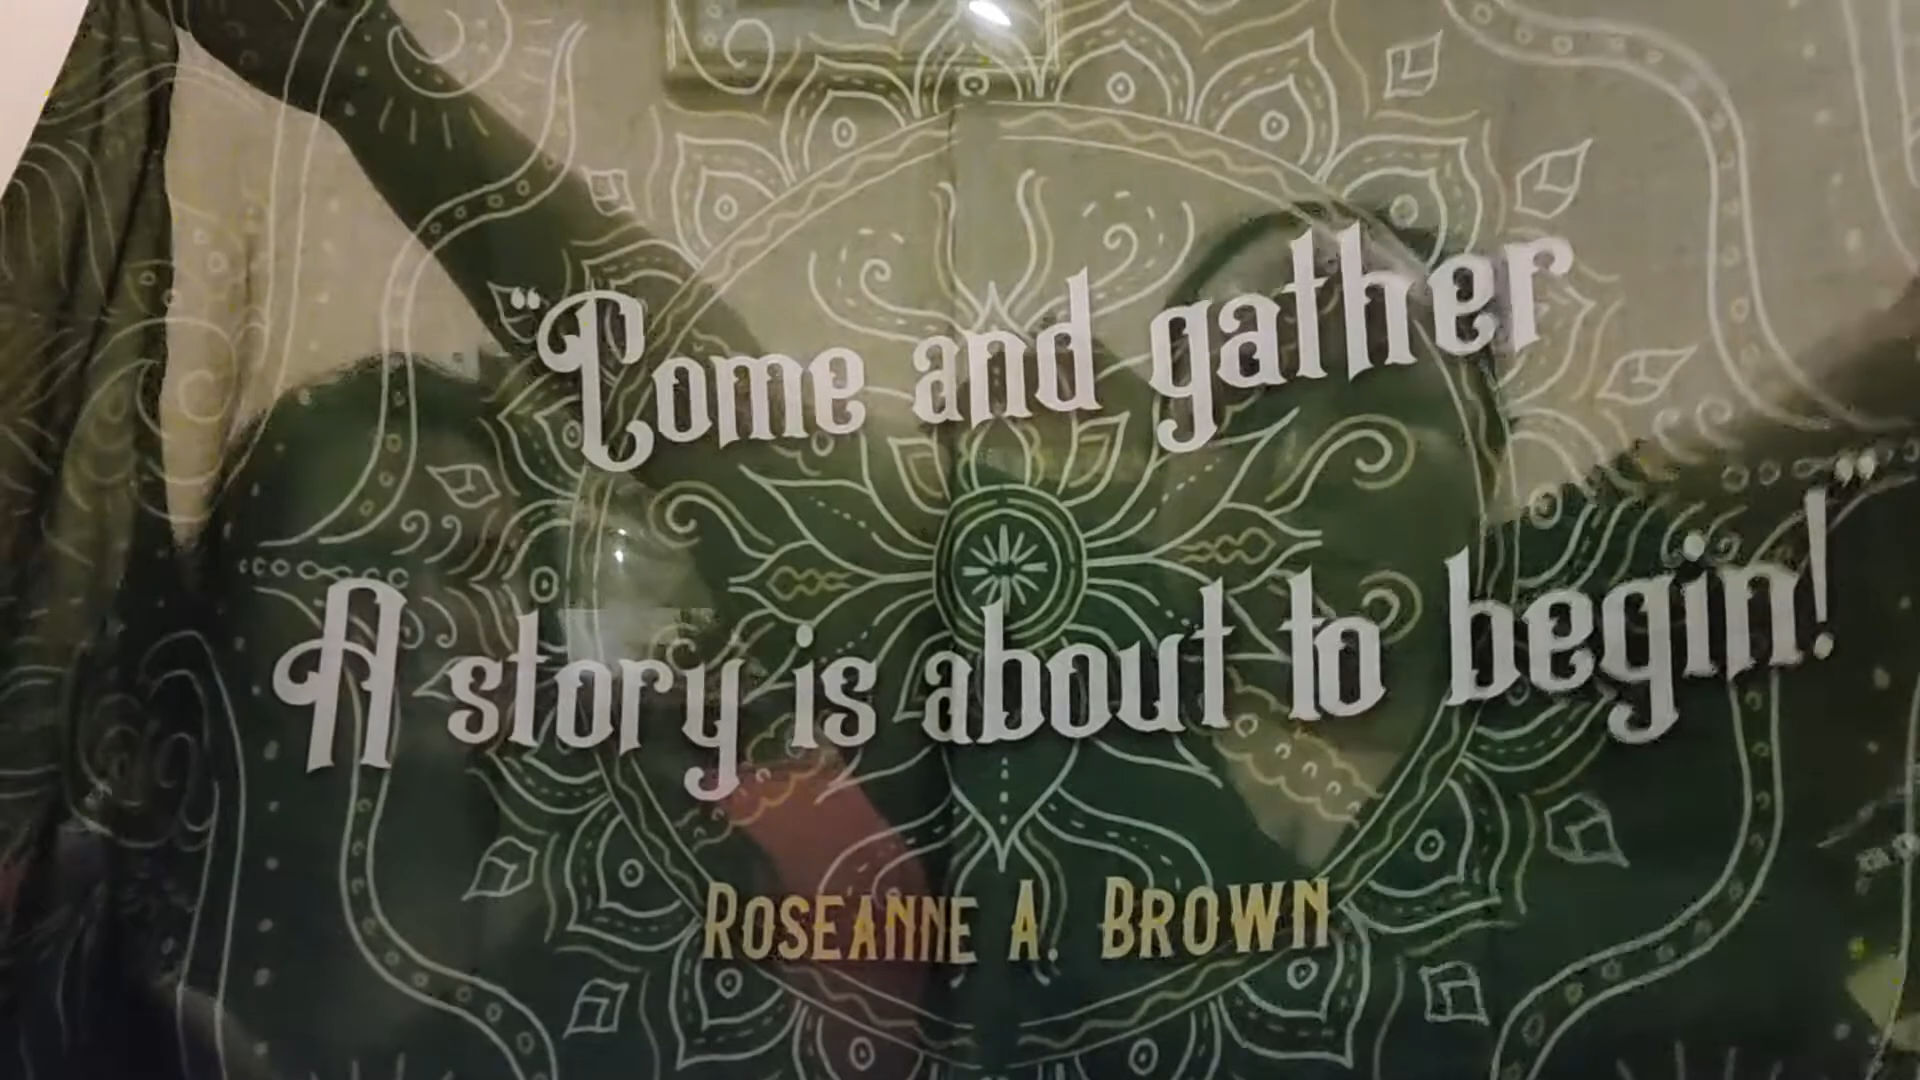 “Come and gather
A story is about to begin!”
ROSEANNE A. BROWN